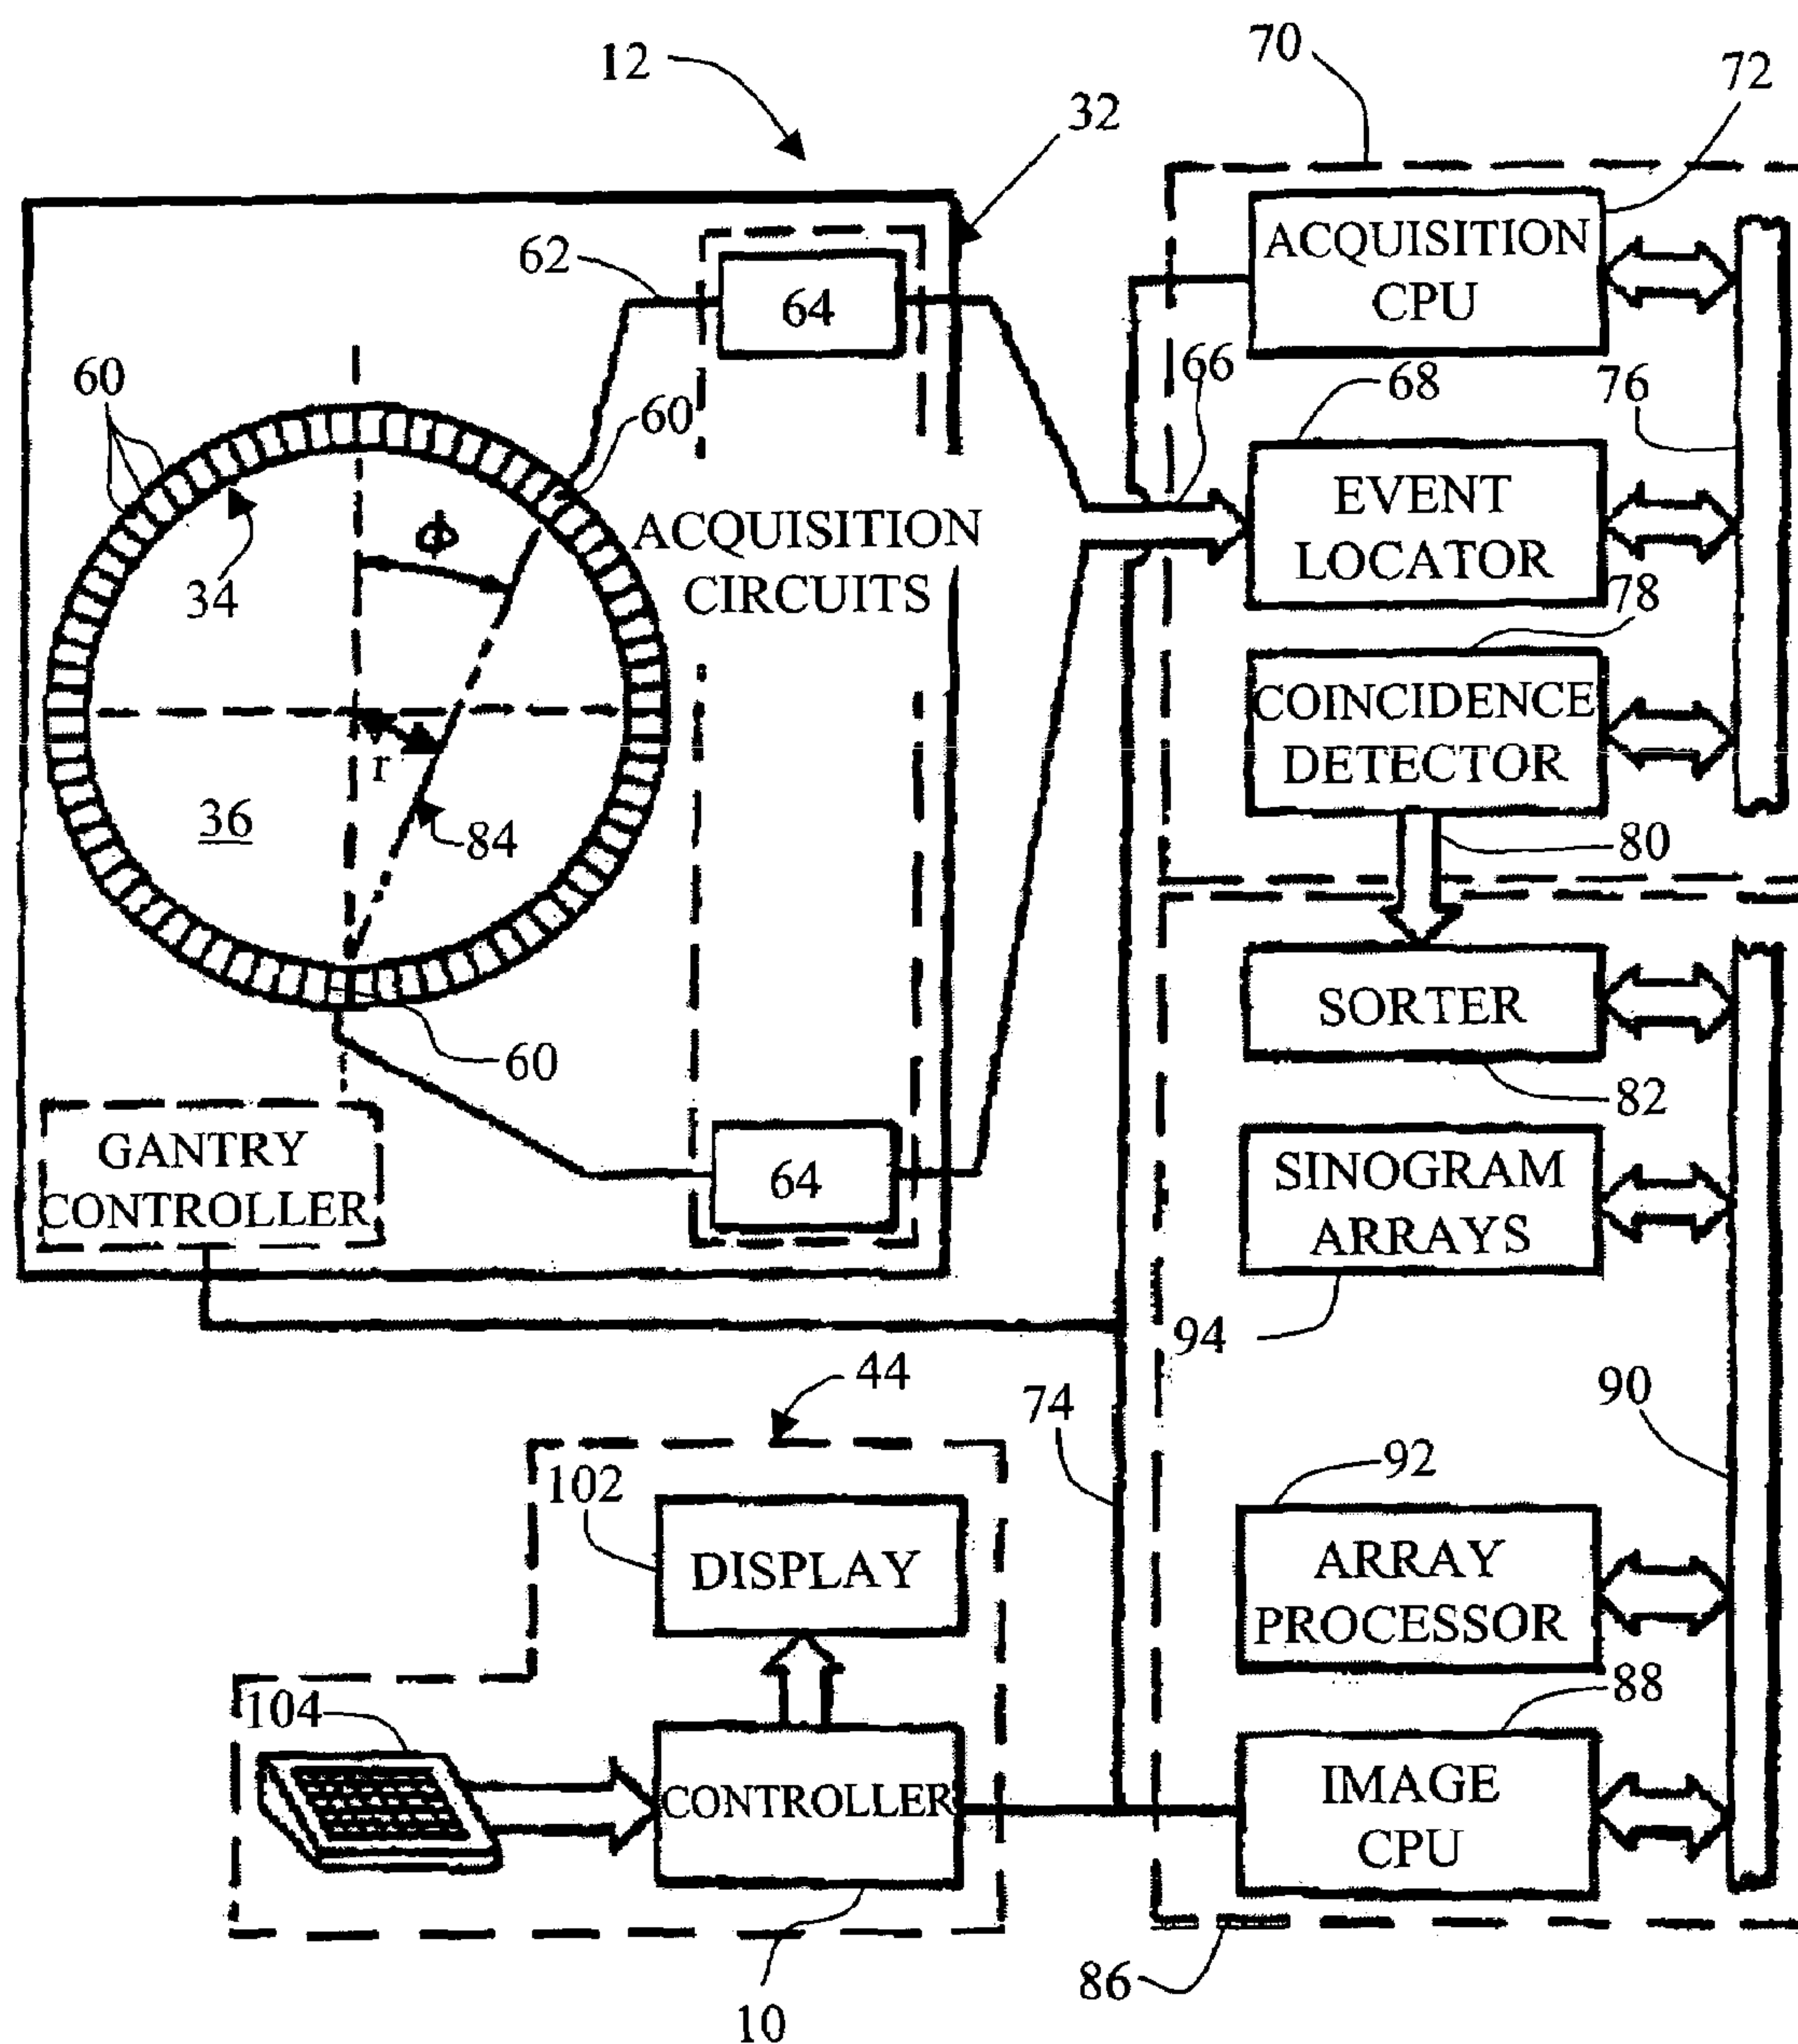 70
12
72
32
ACQUISITION
CPU
62
64
66
68
76
60
60
EVENT
LOCATOR
Φ
ACQUISITION
CIRCUITS
34
78
COINCIDENCE
DETECTOR
r
36
84
80
SORTER
60
82
GANTRY
CONTROLLER
64
SINOGRAM
ARRAYS
94
44
74
90
102
92
DISPLAY
ARRAY
PROCESSOR
88
104
CONTROLLER
IMAGE
CPU
86
10